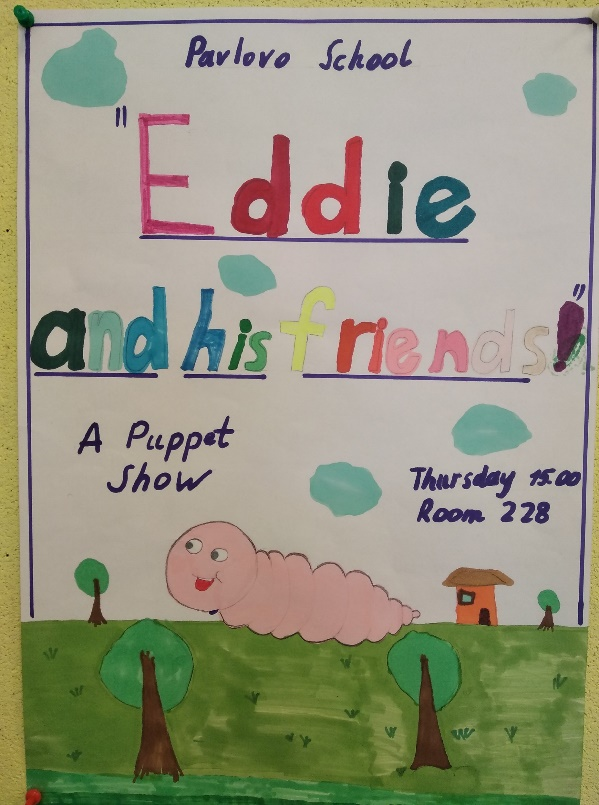 Pavlovo School
"Eddie
and his friends!"
A Puppet
Show
Thursday 15.00
Room 228